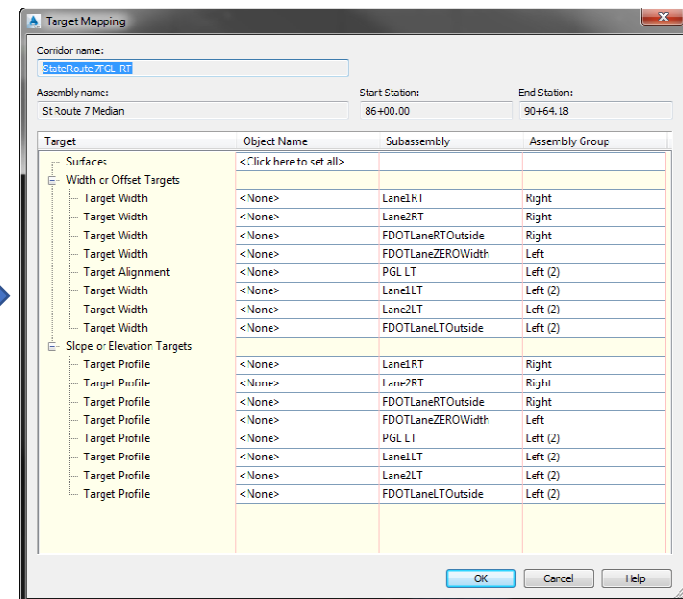 Target Mapping
Corridor name:
StateRoute7PGL RT
Assembly name: Start Station: End Station:
St Route 7 Median 86+00.00 90+64.18
Target Object Name Subassembly Assembly Group
Surfaces <Click here to set all>
Width or Offset Targets
Target Width <None> Lane1RT Right
Target Width <None> Lane2RT Right
Target Width <None> FDOTLaneRTOutside Right
Target Width <None> FDOTLaneZEROWidth Left
Target Alignment <None> PGL LT Left (2)
Target Width <None> Lane1LT Left (2)
Target Width <None> Lane2LT Left (2)
Target Width <None> FDOTLaneLTOutside Left (2)
Slope or Elevation Targets
Target Profile <None> Lane1RT Right
Target Profile <None> Lane2RT Right
Target Profile <None> FDOTLaneRTOutside Right
Target Profile <None> FDOTLaneZEROWidth Left
Target Profile <None> PGL LT Left (2)
Target Profile <None> Lane1LT Left (2)
Target Profile <None> Lane2LT Left (2)
Target Profile <None> FDOTLaneLTOutside Left (2)
OK Cancel Help